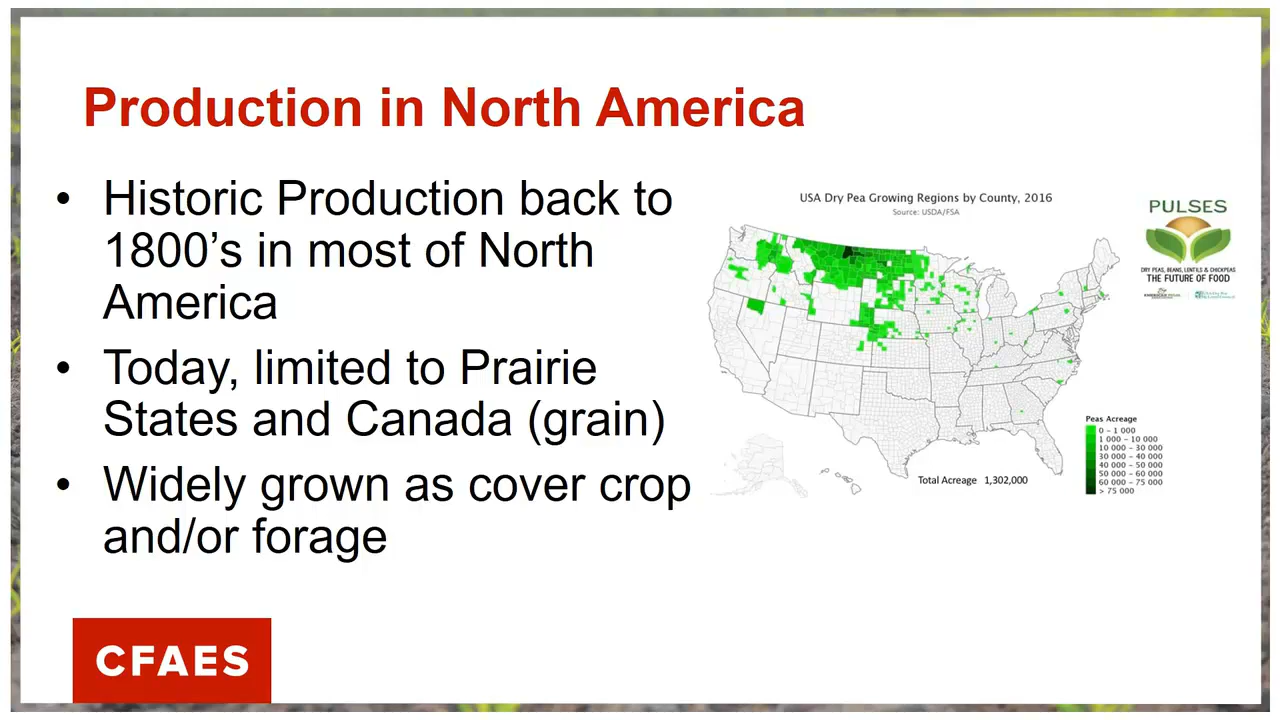 Production in North America
• Historic Production back to
1800’s in most of North
America
• Today, limited to Prairie
States and Canada (grain)
• Widely grown as cover crop
and/or forage
USA Dry Pea Growing Regions by County, 2016
Source: USDA/FSA
PULSES
DRY PEAS, BEANS, LENTILS & CHICKPEAS
THE FUTURE OF FOOD
Peas Acreage
0 – 1 000
1 000 – 10 000
10 000 – 30 000
30 000 – 40 000
40 000 – 50 000
50 000 – 60 000
60 000 – 75 000
> 75 000
Total Acreage 1,302,000
CFAES